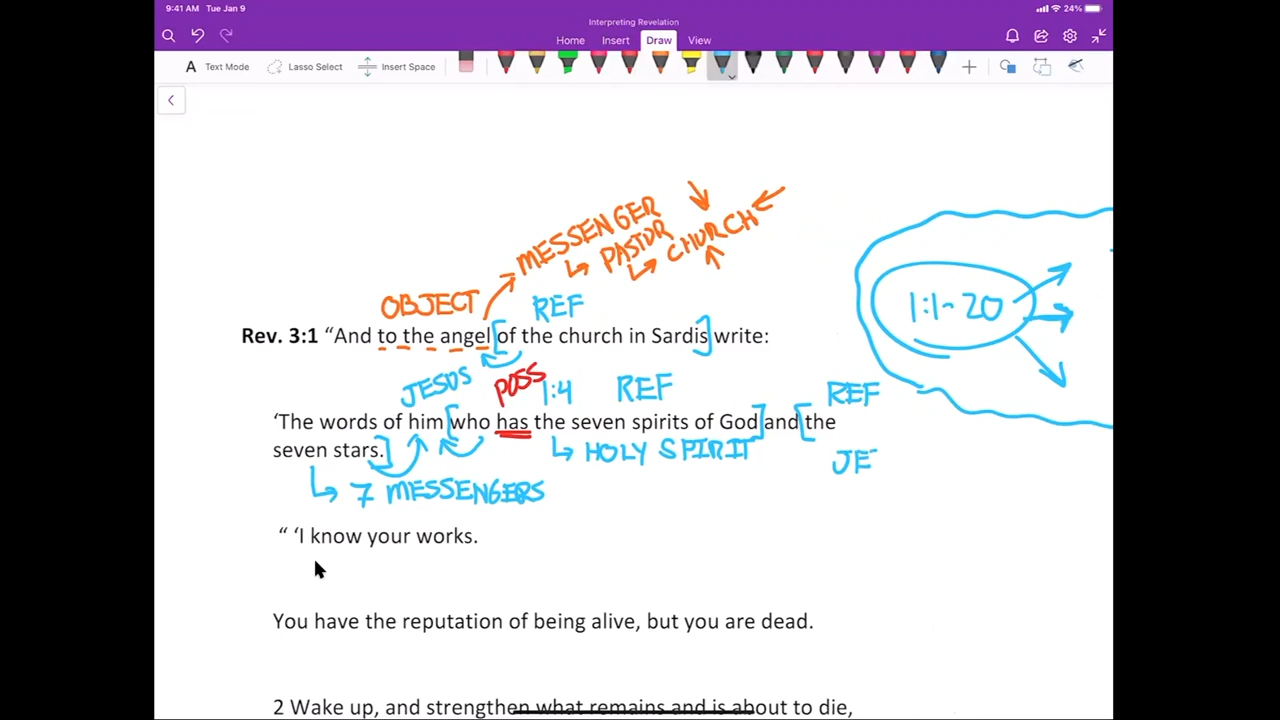 9:41 AM Tue Jan 9
24%
Interpreting Revelation
Home Insert Draw View
A Text Mode Lasso Select Insert Space
MESSENGER
↳ PASTOR
↳ CHURCH
OBJECT
REF
1:1-20
Rev. 3:1 “And to the angel [of the church in Sardis] write:
JESUS POSS 1:4 REF REF
‘The words of him [who has the seven spirits of God] and [the
seven stars.]
↳ HOLY SPIRIT
JE
↳ 7 MESSENGERS
“ ‘I know your works.
You have the reputation of being alive, but you are dead.
2 Wake up, and strengthen what remains and is about to die,